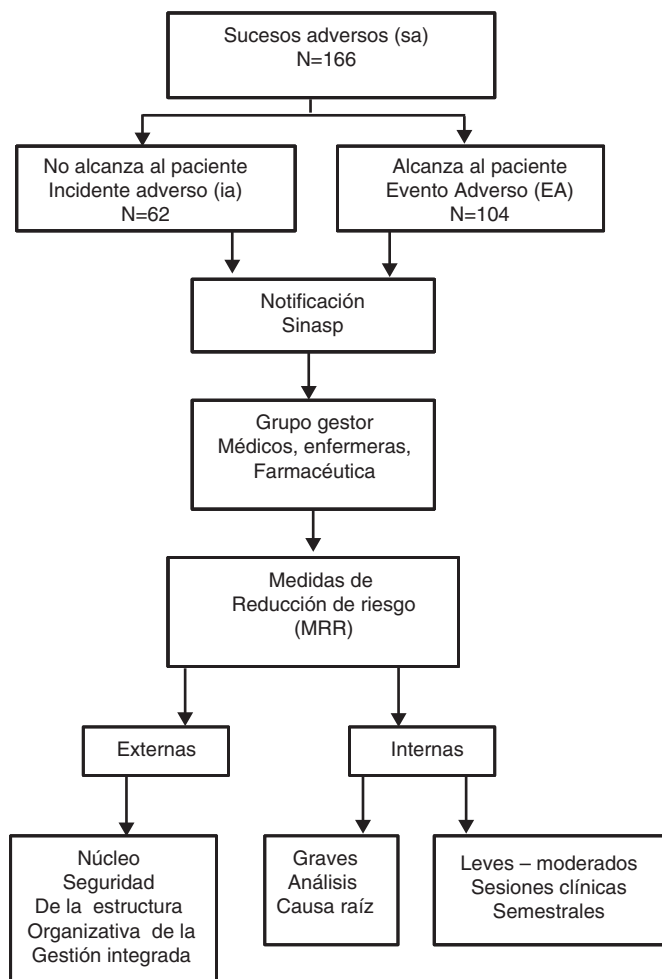 Sucesos adversos (sa)
N=166
No alcanza al paciente
Incidente adverso (ia)
N=62
Alcanza al paciente
Evento Adverso (EA)
N=104
Notificación
Sinasp
Grupo gestor
Médicos, enfermeras,
Farmacéutica
Medidas de
Reducción de riesgo
(MRR)
Externas
Internas
Núcleo
Seguridad
De la estructura
Organizativa de la
Gestión integrada
Graves
Análisis
Causa raíz
Leves – moderados
Sesiones clínicas
Semestrales